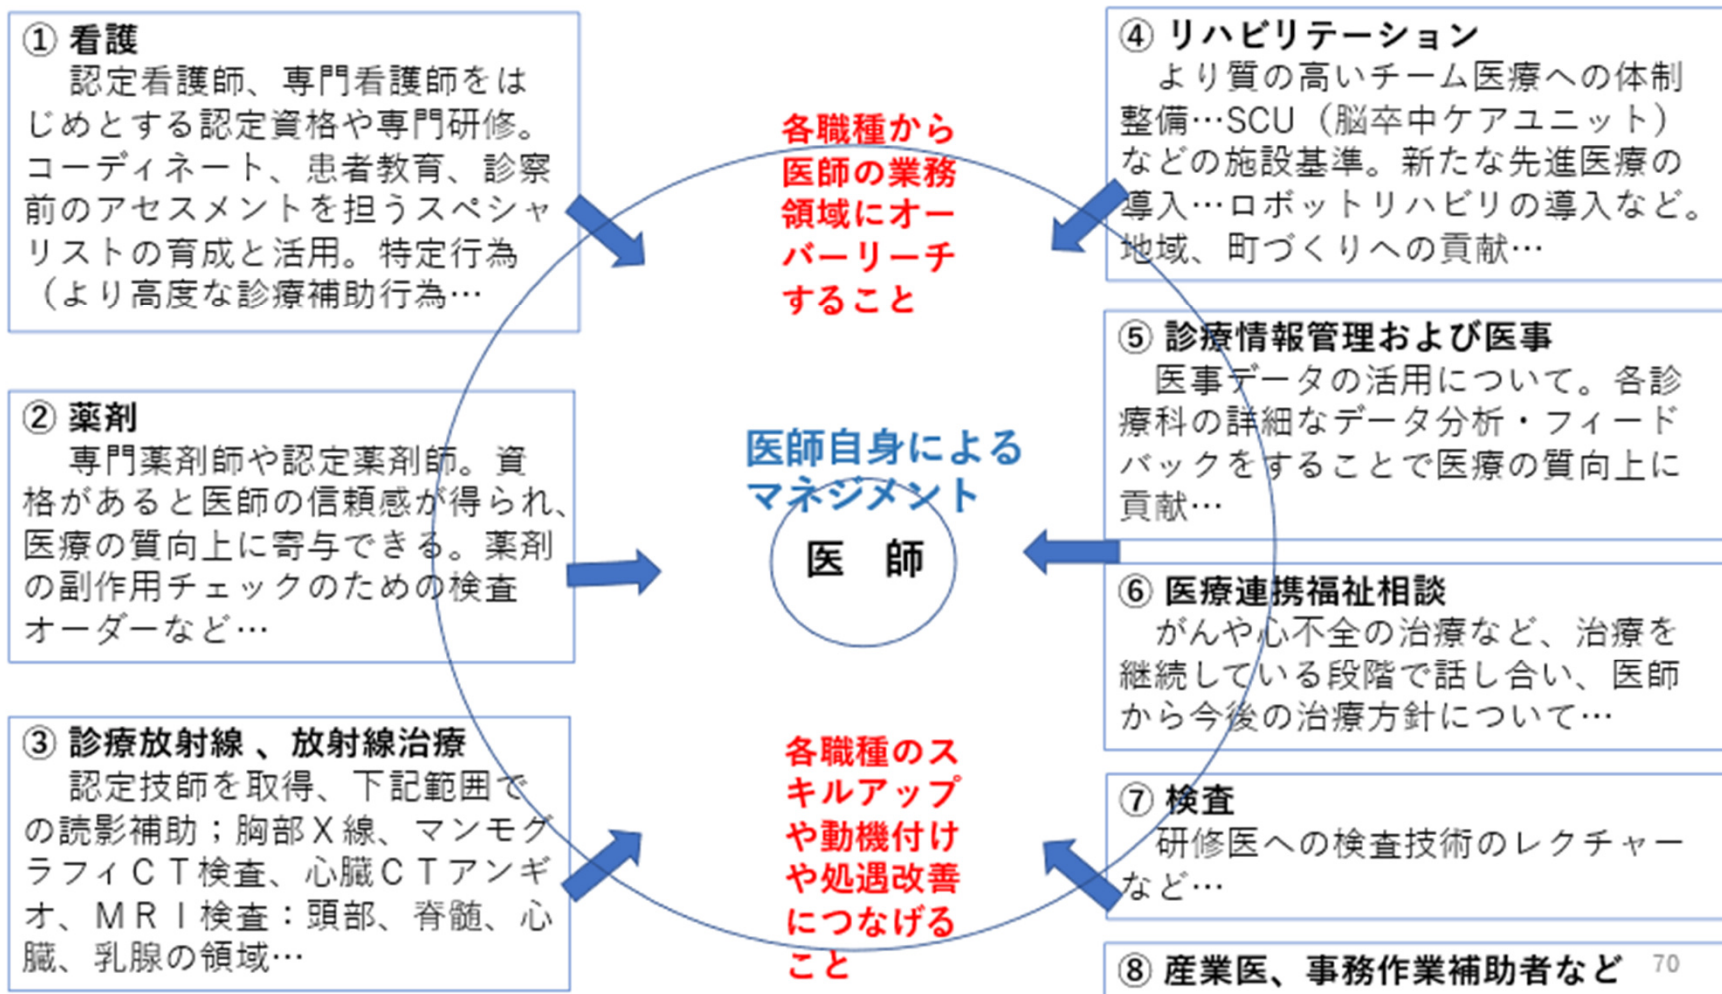 ① 看護
認定看護師、専門看護師をは
じめとする認定資格や専門研修。
コーディネート、患者教育、診察
前のアセスメントを担うスペシャ
リストの育成と活用。特定行為
（より高度な診療補助行為…
② 薬剤
専門薬剤師や認定薬剤師。資
格があると医師の信頼感が得られ、
医療の質向上に寄与できる。薬剤
の副作用チェックのための検査
オーダーなど…
③ 診療放射線 、放射線治療
認定技師を取得、下記範囲で
の読影補助；胸部Ｘ線、マンモグ
ラフィＣＴ検査、心臓ＣＴアンギ
オ、ＭＲＩ検査：頭部、脊髄、心
臓、乳腺の領域…
各職種から
医師の業務
領域にオー
バーリーチ
すること
医師自身による
マネジメント
医　師
各職種のス
キルアップ
や動機付け
や処遇改善
につなげる
こと
④ リハビリテーション
より質の高いチーム医療への体制
整備…SCU（脳卒中ケアユニット）
などの施設基準。新たな先進医療の
導入…ロボットリハビリの導入など。
地域、町づくりへの貢献…
⑤ 診療情報管理および医事
医事データの活用について。各診
療科の詳細なデータ分析・フィード
バックをすることで医療の質向上に
貢献…
⑥ 医療連携福祉相談
がんや心不全の治療など、治療を
継続している段階で話し合い、医師
から今後の治療方針について…
⑦ 検査
研修医への検査技術のレクチャー
など…
⑧ 産業医、事務作業補助者など
70